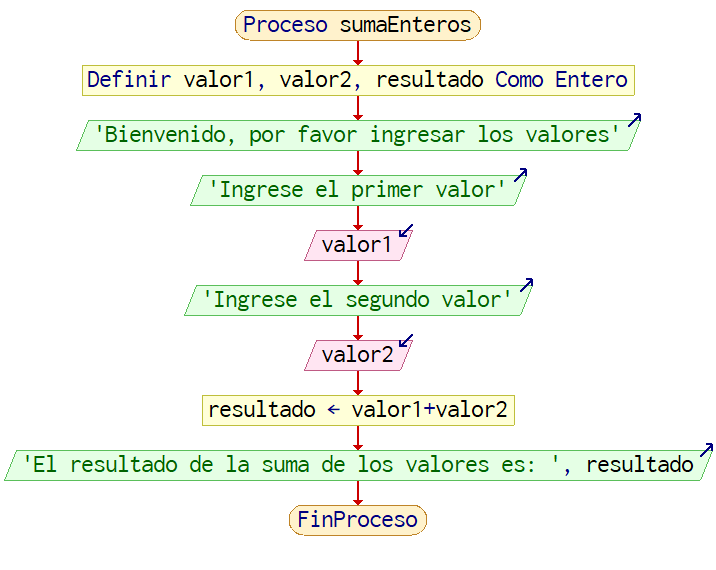 Proceso sumaEnteros
Definir valor1, valor2, resultado Como Entero
'Bienvenido, por favor ingresar los valores'
'Ingrese el primer valor'
valor1
'Ingrese el segundo valor'
valor2
resultado ← valor1+valor2
'El resultado de la suma de los valores es: ', resultado
FinProceso